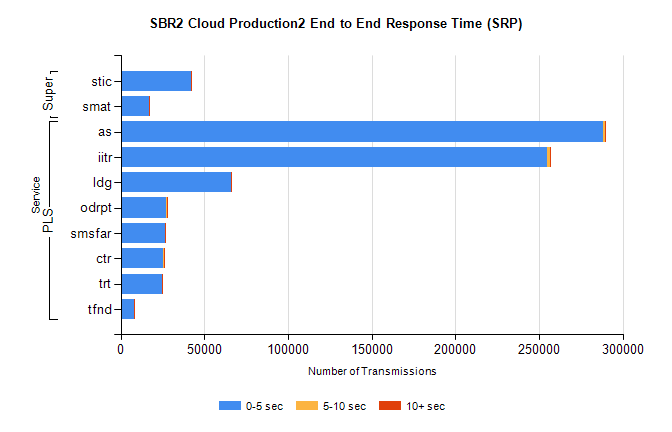 SBR2 Cloud Production2 End to End Response Time (SRP)
Super
stic
smat
Service
PLS
as
iitr
ldg
odrpt
smsfar
ctr
trt
tfnd
0 50000 100000 150000 200000 250000 300000
Number of Transmissions
0-5 sec 5-10 sec 10+ sec